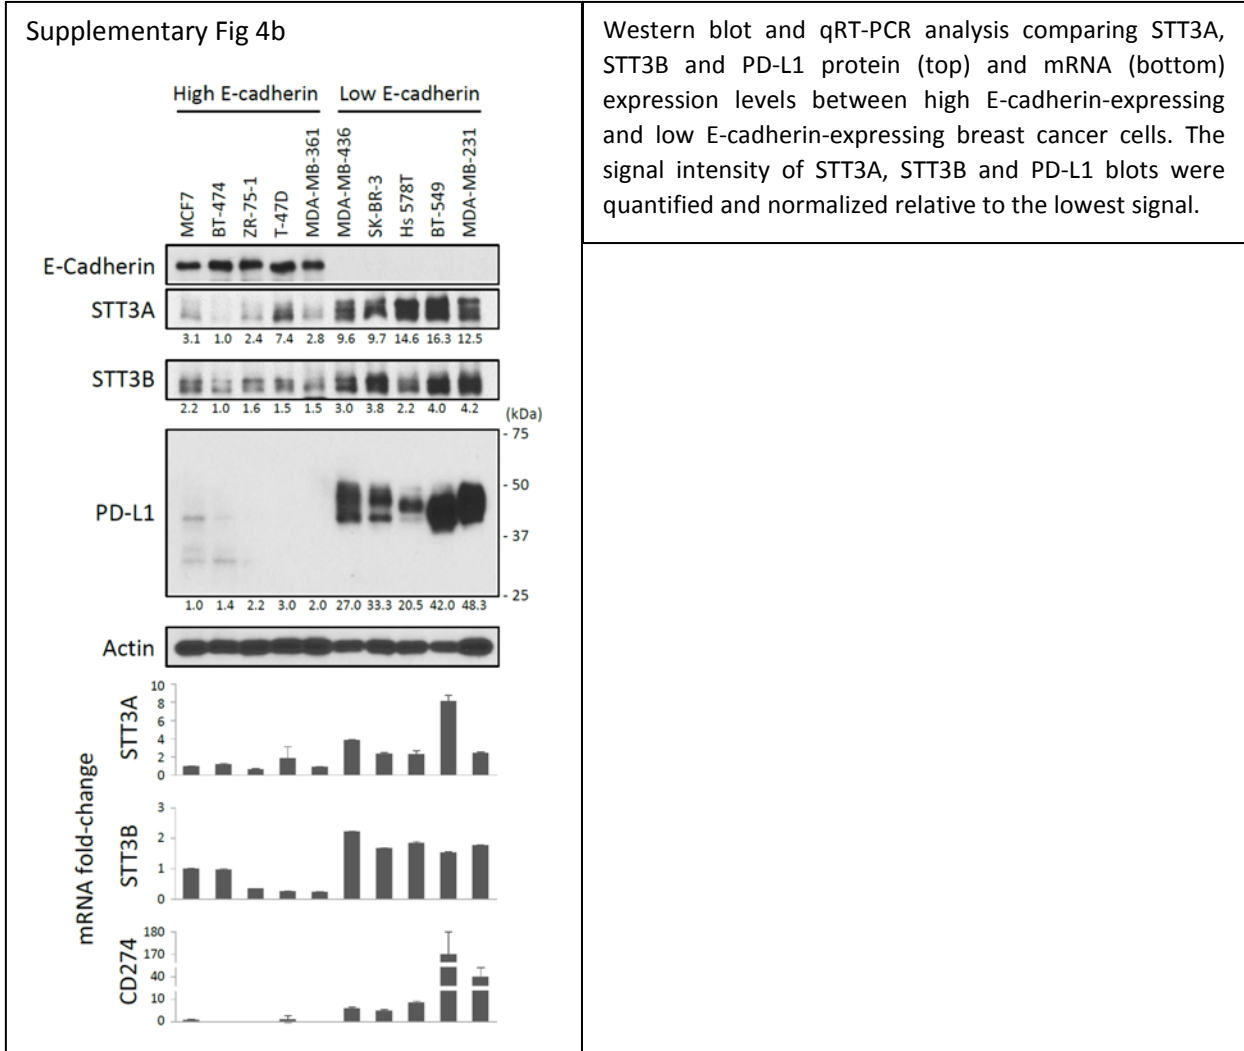 Supplementary Fig 4b
High E-cadherin Low E-cadherin
MCF7
BT-474
ZR-75-1
T-47D
MDA-MB-361
MDA-MB-436
SK-BR-3
Hs 578T
BT-549
MDA-MB-231
E-Cadherin
STT3A
3.1 1.0 2.4 7.4 2.8 9.6 9.7 14.6 16.3 12.5
STT3B
2.2 1.0 1.6 1.5 1.5 3.0 3.8 2.2 4.0 4.2
(kDa)
- 75
- 50
PD-L1
- 37
- 25
1.0 1.4 2.2 3.0 2.0 27.0 33.3 20.5 42.0 48.3
Actin
mRNA fold-change
STT3A
10
8
6
4
2
0
STT3B
3
2
1
0
CD274
180
170
40
10
0
Western blot and qRT-PCR analysis comparing STT3A,
STT3B and PD-L1 protein (top) and mRNA (bottom)
expression levels between high E-cadherin-expressing
and low E-cadherin-expressing breast cancer cells. The
signal intensity of STT3A, STT3B and PD-L1 blots were
quantified and normalized relative to the lowest signal.